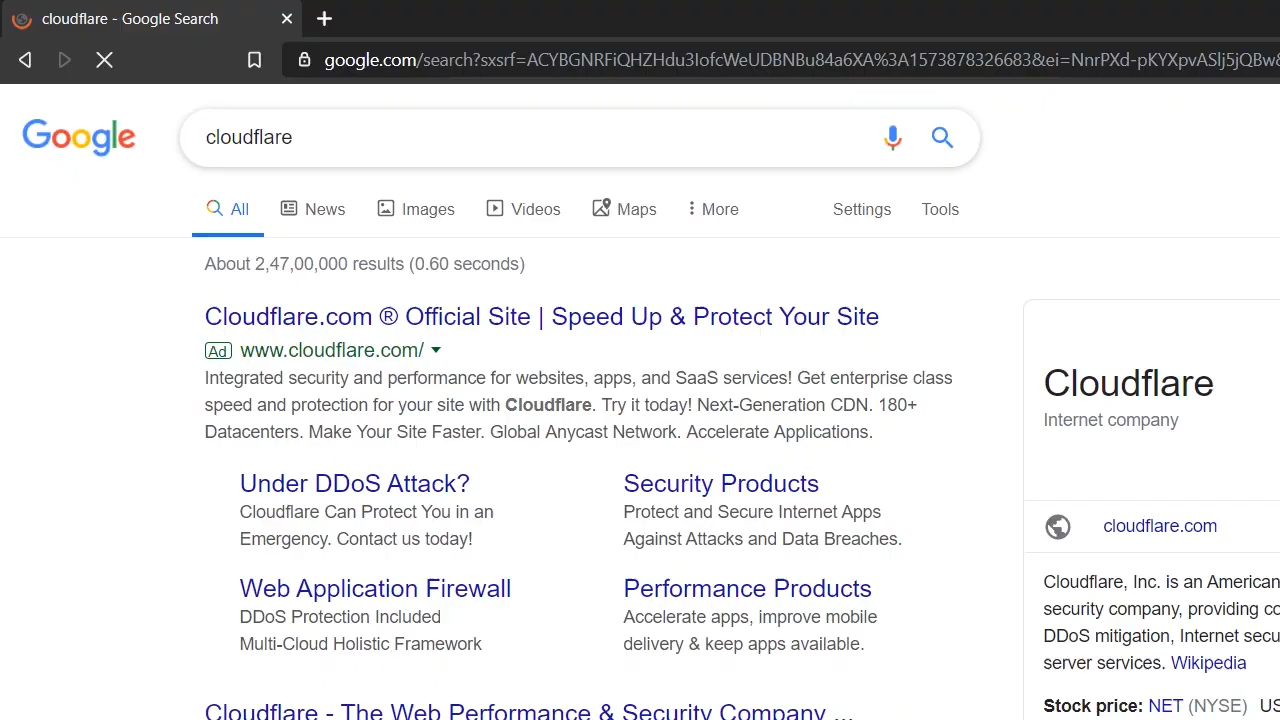 cloudflare - Google Search
google.com/search?sxsrf=ACYBGNRFiQHZHdu3IofcWeUDBNBu84a6XA%3A1573878326683&ei=NnrPXd-pKYXpvASlj5jQBw&
Google
cloudflare
All News Images Videos Maps More Settings Tools
About 2,47,00,000 results (0.60 seconds)
Cloudflare.com ® Official Site | Speed Up & Protect Your Site
Ad www.cloudflare.com/
Integrated security and performance for websites, apps, and SaaS services! Get enterprise class
speed and protection for your site with Cloudflare. Try it today! Next-Generation CDN. 180+
Datacenters. Make Your Site Faster. Global Anycast Network. Accelerate Applications.
Under DDoS Attack?
Cloudflare Can Protect You in an
Emergency. Contact us today!
Security Products
Protect and Secure Internet Apps
Against Attacks and Data Breaches.
Web Application Firewall
DDoS Protection Included
Multi-Cloud Holistic Framework
Performance Products
Accelerate apps, improve mobile
delivery & keep apps available.
Cloudflare - The Web Performance & Security Company ...
Cloudflare
Internet company
cloudflare.com
Cloudflare, Inc. is an American
security company, providing co
DDoS mitigation, Internet secu
server services. Wikipedia
Stock price: NET (NYSE) US